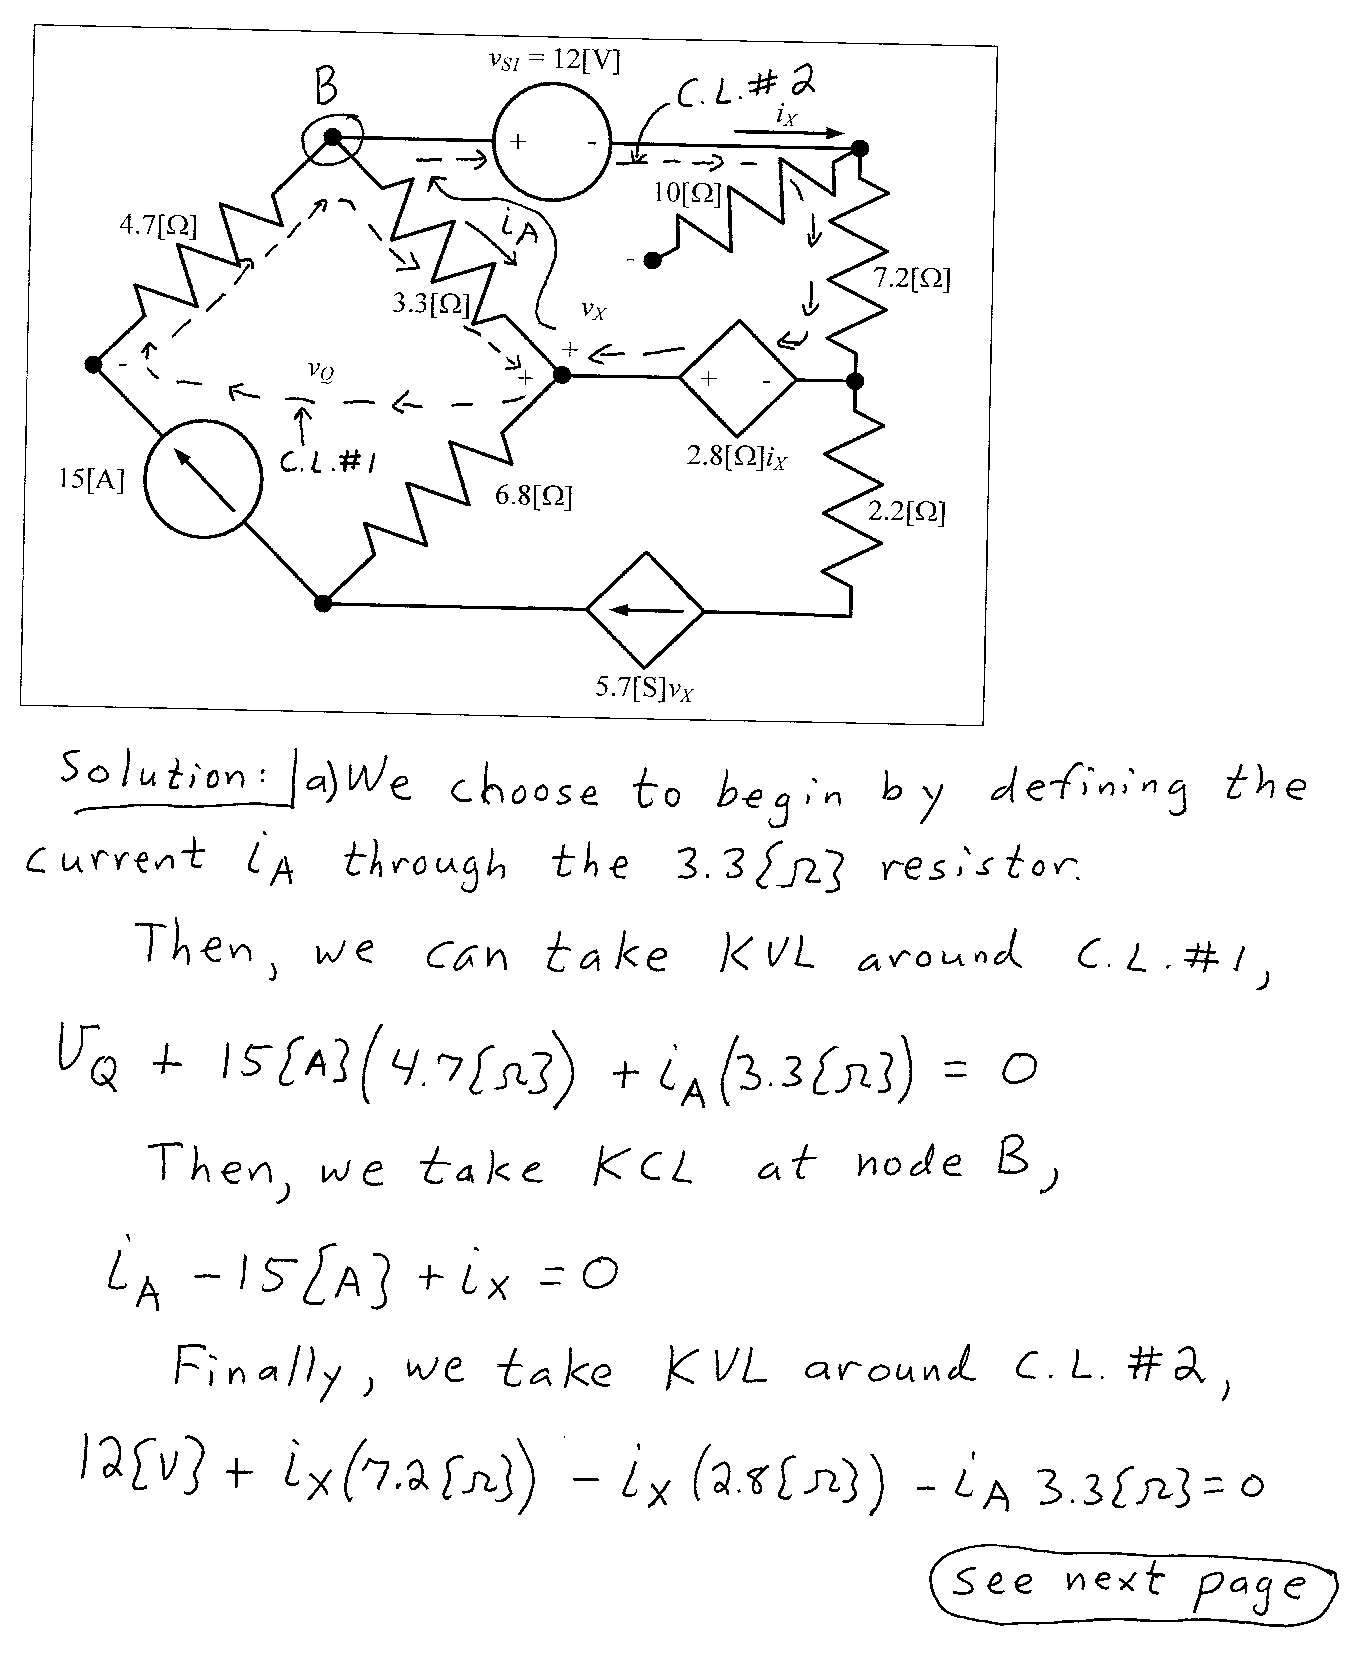 v_S1 = 12[V]
B
C.L.#2
i_X
+ -
10[Ω]
4.7[Ω]
i_A
-
7.2[Ω]
3.3[Ω]
v_X
+
- v_Q +
+ -
C.L.#1
2.8[Ω]i_X
15[A]
6.8[Ω]
2.2[Ω]
5.7[S]v_X
Solution: a) We choose to begin by defining the
current i_A through the 3.3{Ω} resistor.
Then, we can take KVL around C.L.#1,
V_Q + 15{A}(4.7{Ω}) + i_A(3.3{Ω}) = 0
Then, we take KCL at node B,
i_A - 15{A} + i_X = 0
Finally, we take KVL around C.L.#2,
12{V} + i_X(7.2{Ω}) - i_X(2.8{Ω}) - i_A 3.3{Ω} = 0
See next page